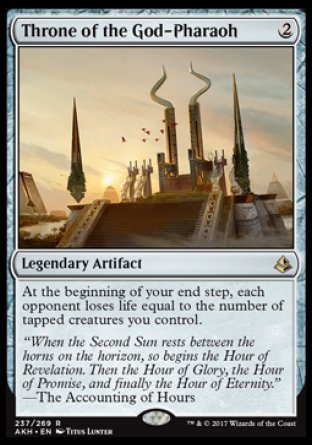 Throne of the God-Pharaoh 2
Legendary Artifact
At the beginning of your end step, each
opponent loses life equal to the number of
tapped creatures you control.
“When the Second Sun rests between the
horns on the horizon, so begins the Hour of
Revelation. Then the Hour of Glory, the Hour
of Promise, and finally the Hour of Eternity.”
—The Accounting of Hours
237/269 R
AKH • EN Titus Lunter
™ & © 2017 Wizards of the Coast